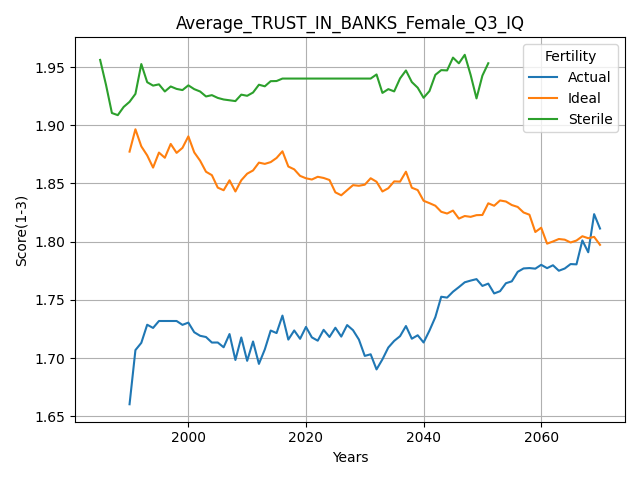 Average_TRUST_IN_BANKS_Female_Q3_IQ
Score(1-3)
1.95
1.90
1.85
1.80
1.75
1.70
1.65
Fertility
Actual
Ideal
Sterile
2000 2020 2040 2060
Years